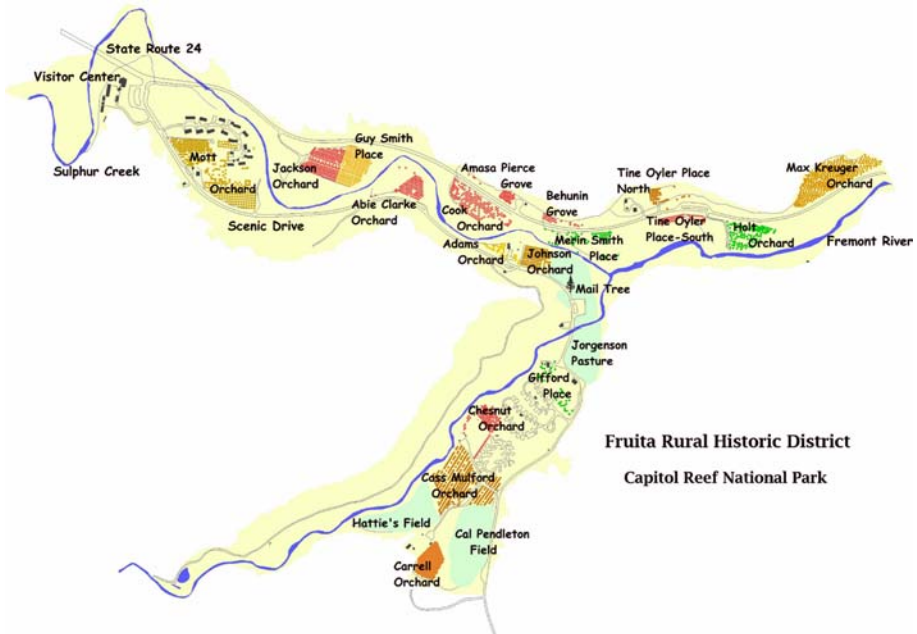 State Route 24
Visitor Center
Sulphur Creek
Mott
Orchard
Scenic Drive
Jackson
Orchard
Guy Smith
Place
Abie Clarke
Orchard
Amasa Pierce
Grove
Cook
Orchard
Behunin
Grove
Tine Oyler Place
North
Max Kreuger
Orchard
Tine Oyler
Place-South
Holt
Orchard
Fremont River
Merin Smith
Place
Adams
Orchard
Johnson
Orchard
Mail Tree
Jorgenson
Pasture
Gifford
Place
Chesnut
Orchard
Cass Mulford
Orchard
Hattie's Field
Cal Pendleton
Field
Carrell
Orchard
Fruita Rural Historic District
Capitol Reef National Park